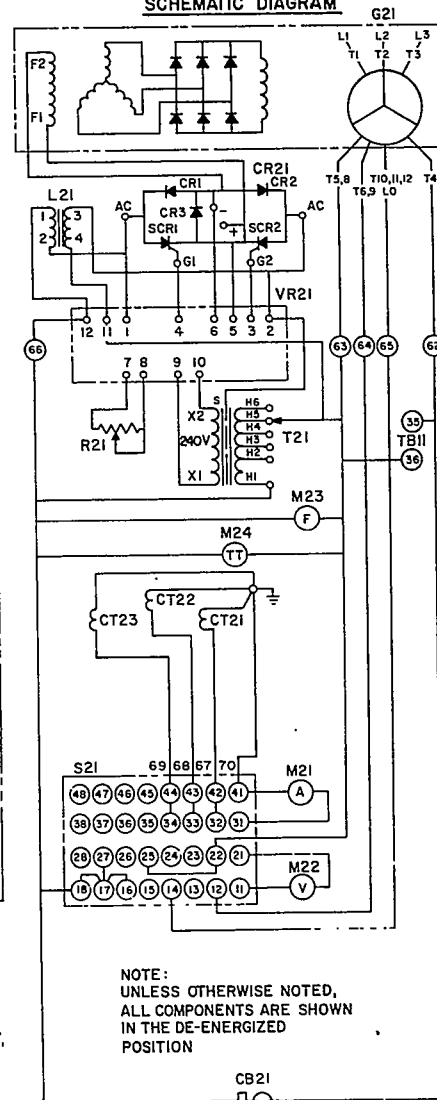 SCHEMATIC DIAGRAM
G21
L1 L2 L3
T1 T2 T3
F2
F1
T5,8 T6,9 T10,11,12 L0 T4
CR21
CR1 CR2
CR3
AC AC
L21
1 3
2 4
SCR1 SCR2
- +
G1 G2
VR21
12 11 1 4 6 5 3 2
66 63 64 65 62
7 8 9 10
R21
X2 S H6
H5
240V H4
H3
H2
X1 H1
T21
35
TB11
36
M23
F
M24
TT
CT23 CT22 CT21
69 68 67 70
S21
M21
A
48 47 46 45 44 43 42 41
38 37 36 35 34 33 32 31
28 27 26 25 24 23 22 21
M22
V
18 17 16 15 14 13 12 11
NOTE:
UNLESS OTHERWISE NOTED,
ALL COMPONENTS ARE SHOWN
IN THE DE-ENERGIZED
POSITION
CB21